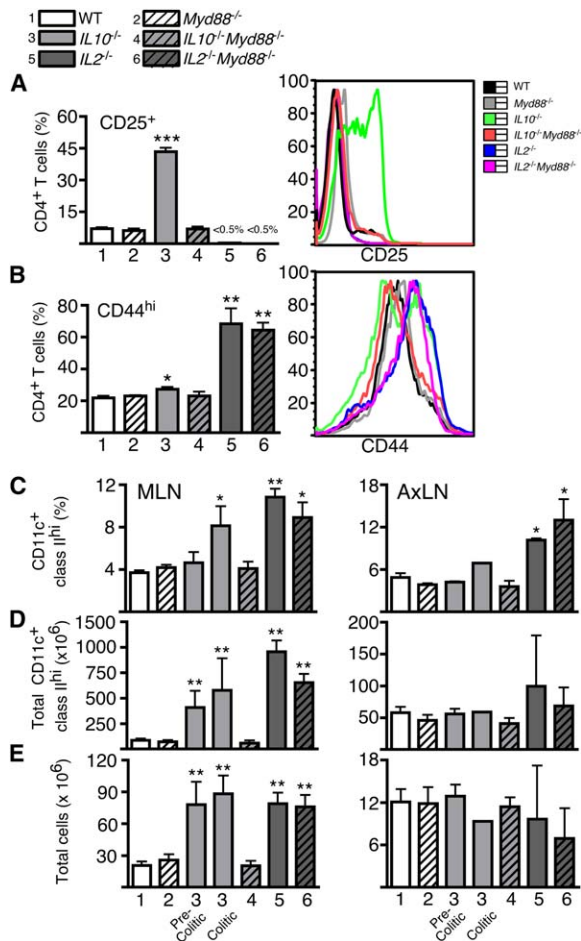 1 WT 2 Myd88-/-
3 IL10-/- 4 IL10-/-Myd88-/-
5 IL2-/- 6 IL2-/-Myd88-/-
A
CD4+ T cells (%)
CD25+
45
30
15
***
<0.5% <0.5%
1 2 3 4 5 6
100
80
60
40
20
CD25
WT
Myd88-/-
IL10-/-
IL10-/-Myd88-/-
IL2-/-
IL2-/-Myd88-/-
B
CD4+ T cells (%)
CD44hi
80
60
40
20
* ** **
1 2 3 4 5 6
100
80
60
40
20
CD44
C
MLN
CD11c+
class IIhi (%)
12
8
4
* ** *
AxLN
18
12
6
* *
D
Total CD11c+
class IIhi (x10^6)
1500
1000
750
500
250
** ** ** **
200
150
100
50
E
Total cells (x 10^6)
120
90
60
30
** ** ** **
1 2 3 3 4 5 6
Pre-
Colitic
Colitic
18
12
6
1 2 3 3 4 5 6
Pre-
Colitic
Colitic